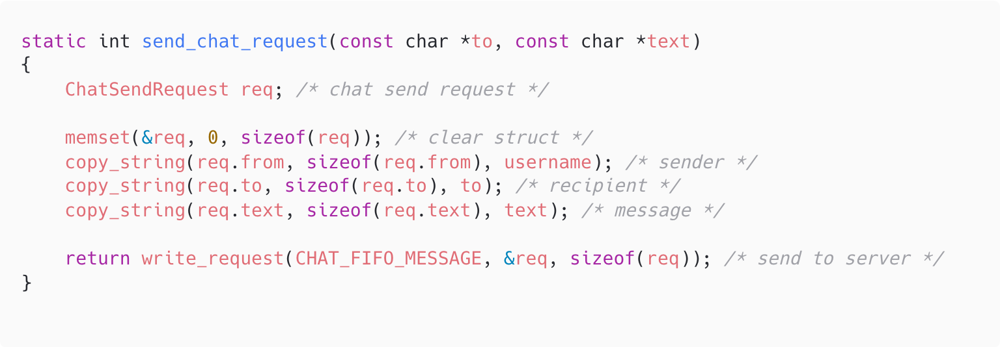 static int send_chat_request(const char *to, const char *text)
{
    ChatSendRequest req; /* chat send request */

    memset(&req, 0, sizeof(req)); /* clear struct */
    copy_string(req.from, sizeof(req.from), username); /* sender */
    copy_string(req.to, sizeof(req.to), to); /* recipient */
    copy_string(req.text, sizeof(req.text), text); /* message */

    return write_request(CHAT_FIFO_MESSAGE, &req, sizeof(req)); /* send to server */
}